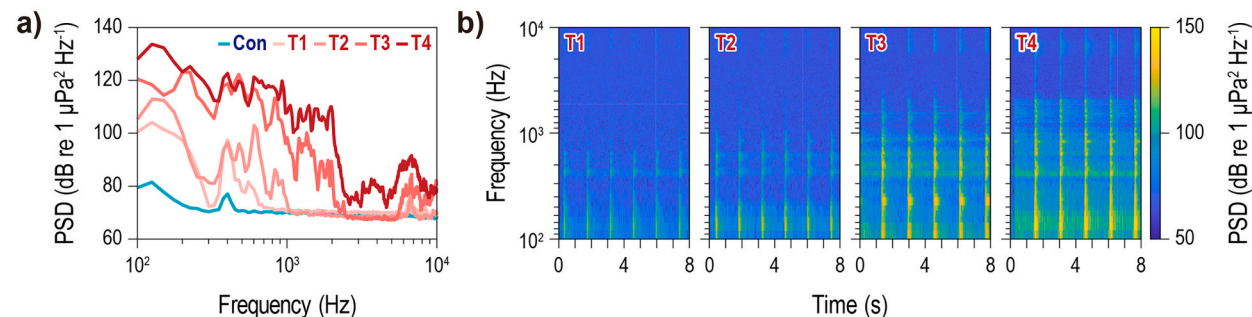 a)
PSD (dB re 1 µPa² Hz⁻¹)
140
120
100
80
60
Con T1 T2 T3 T4
10² 10³ 10⁴
Frequency (Hz)
b)
Frequency (Hz)
10⁴
10³
10²
T1 T2 T3 T4
0 4 8 0 4 8 0 4 8 0 4 8
Time (s)
150
100
50
PSD (dB re 1 µPa² Hz⁻¹)